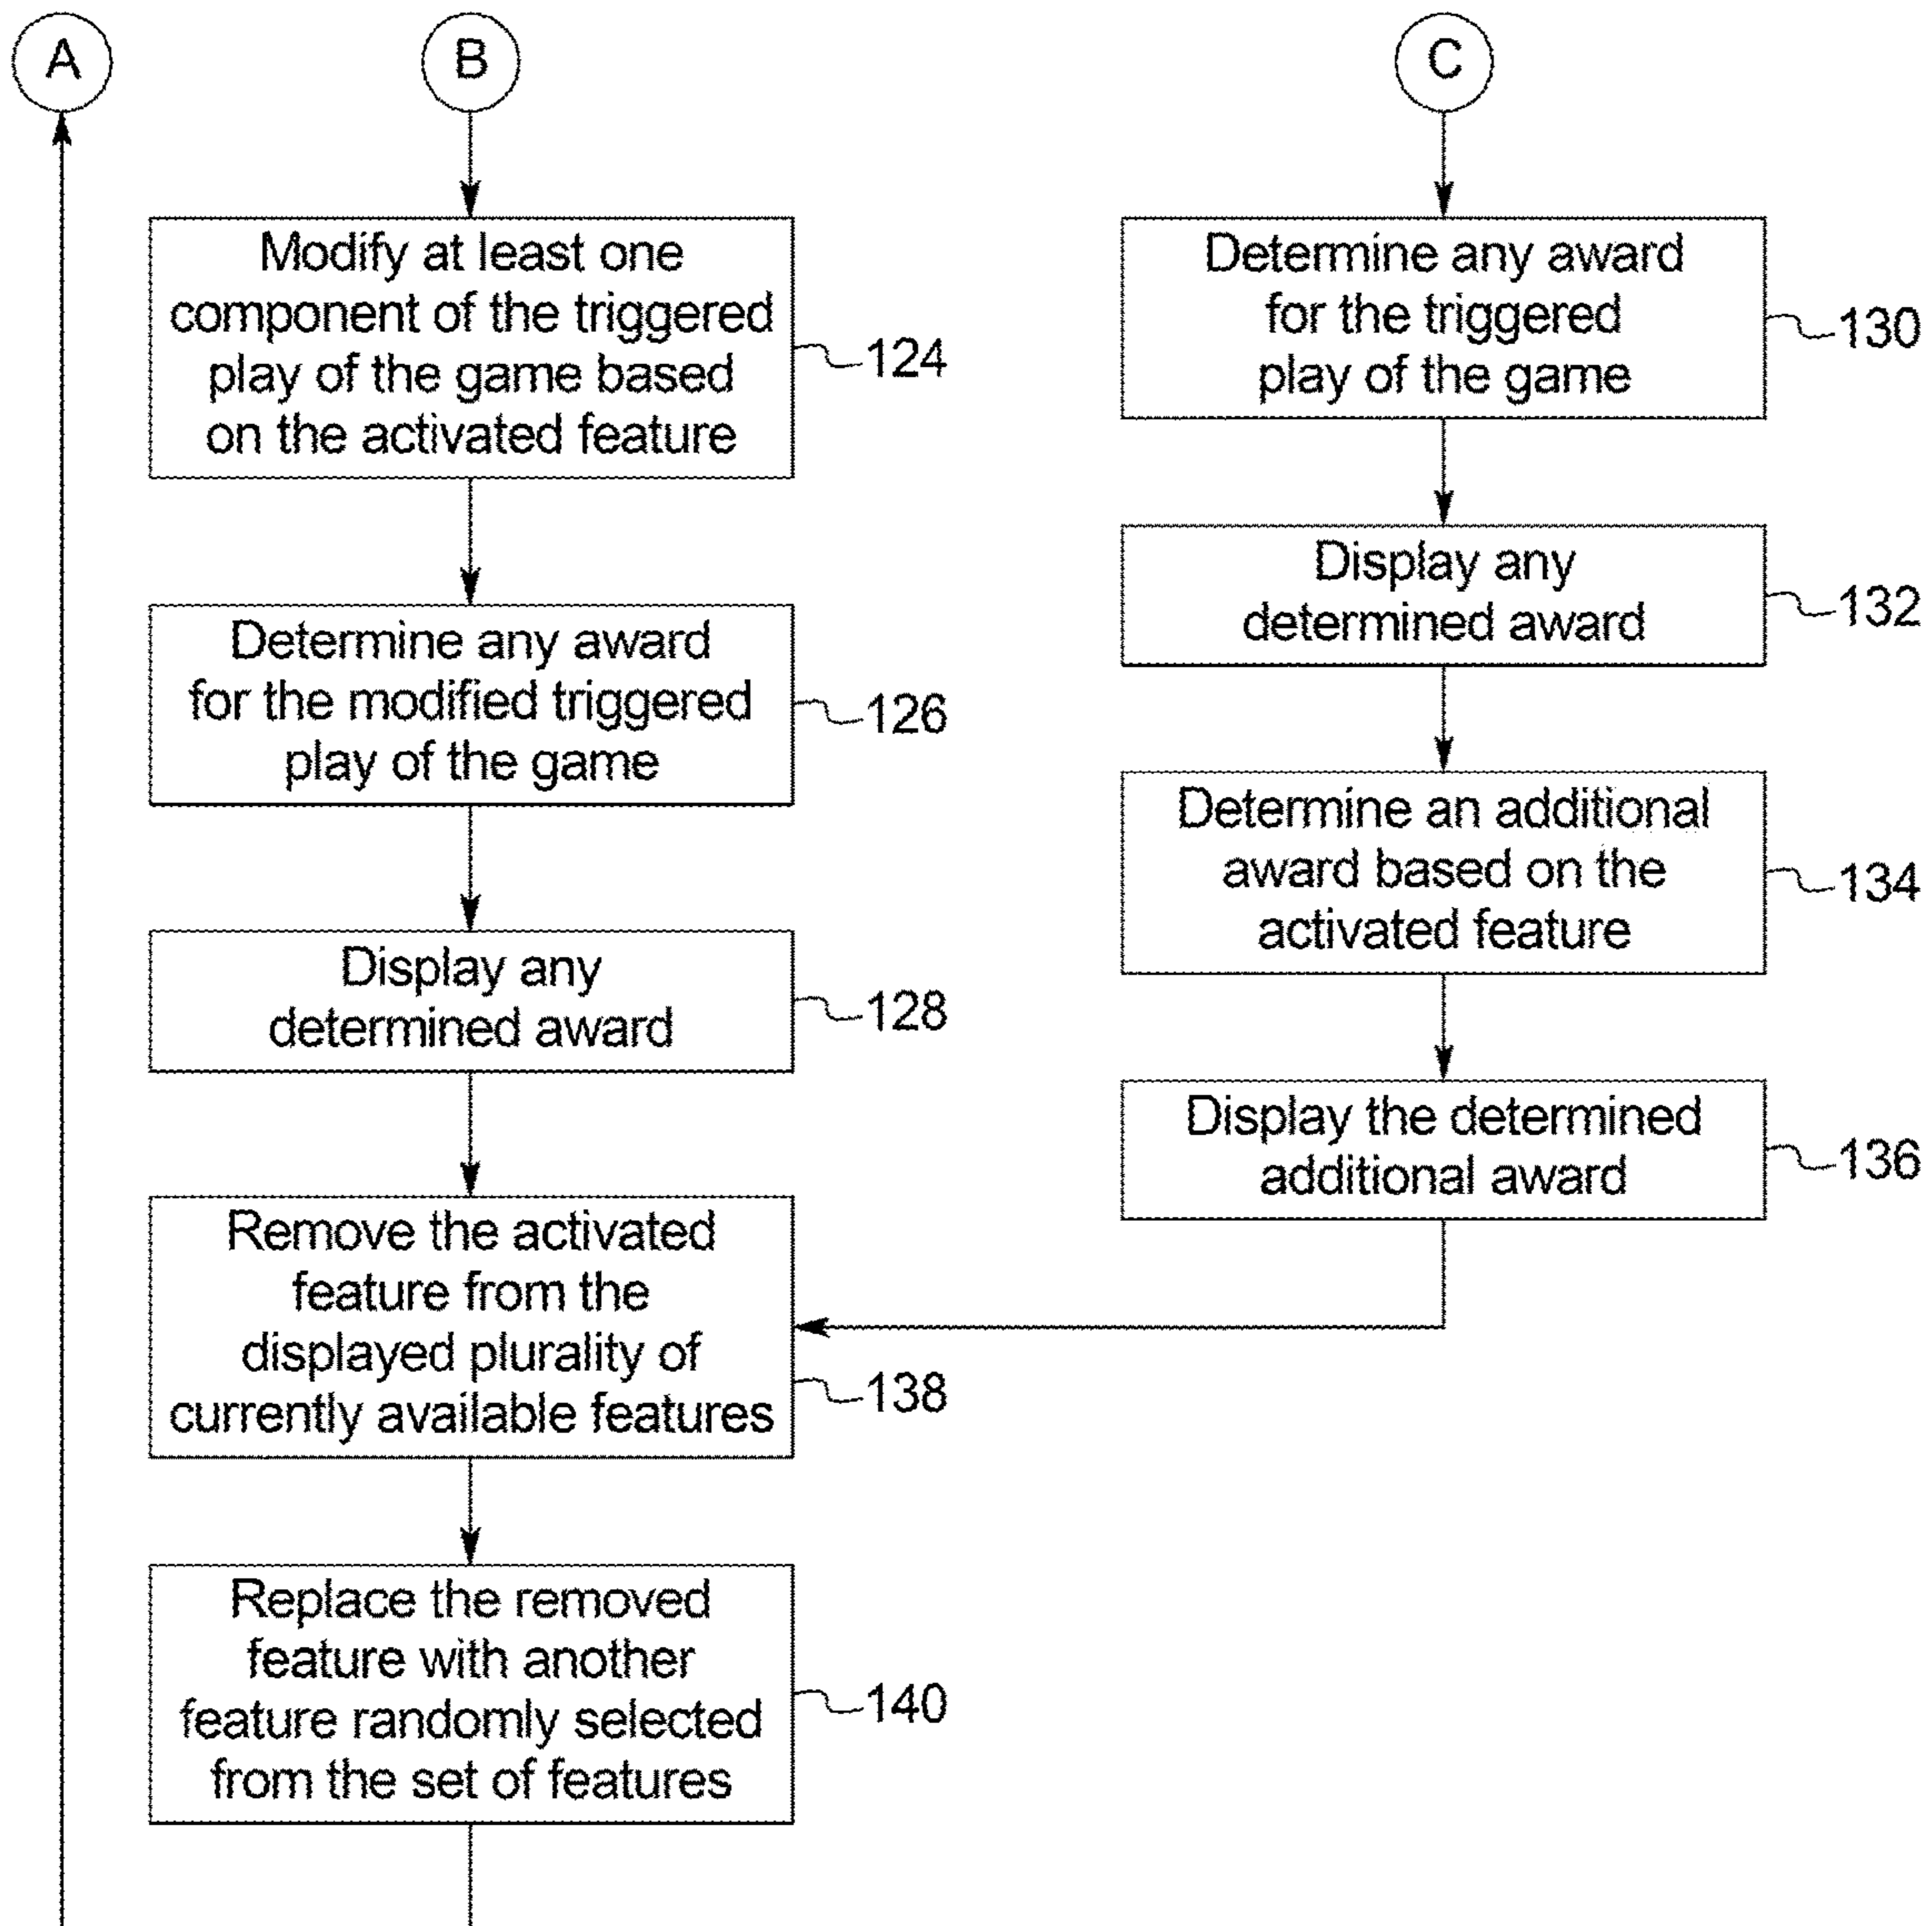 A
B
C
Modify at least one
component of the triggered
play of the game based
on the activated feature
124
Determine any award
for the modified triggered
play of the game
126
Display any
determined award
128
Remove the activated
feature from the
displayed plurality of
currently available features
138
Replace the removed
feature with another
feature randomly selected
from the set of features
140
Determine any award
for the triggered
play of the game
130
Display any
determined award
132
Determine an additional
award based on the
activated feature
134
Display the determined
additional award
136